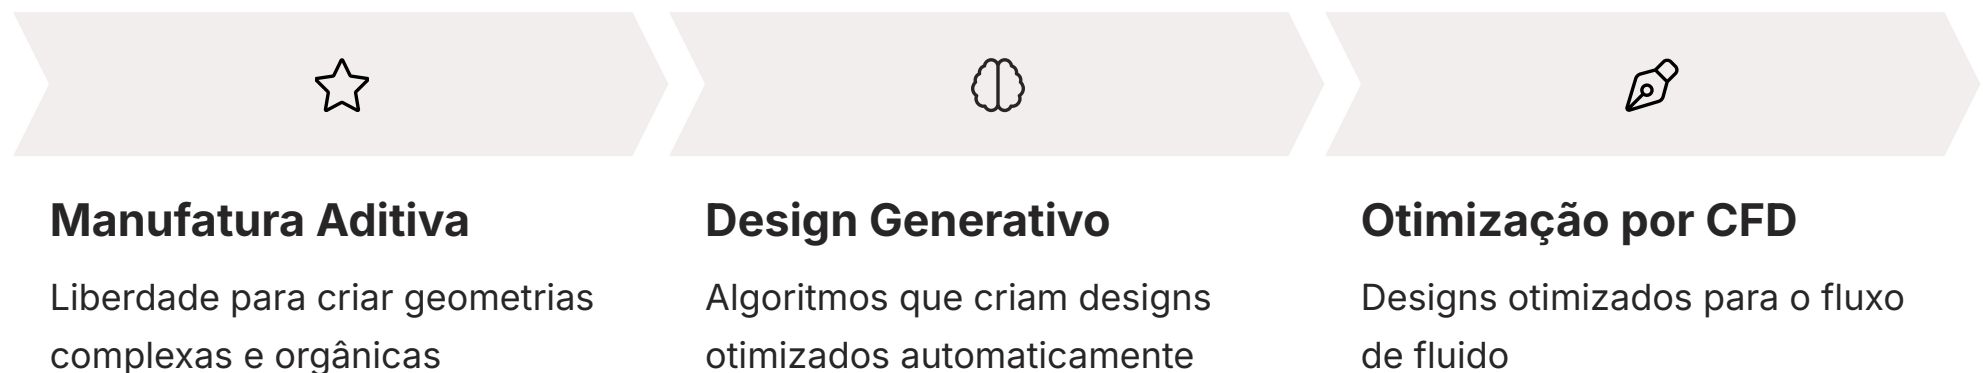 Manufatura Aditiva
Liberdade para criar geometrias
complexas e orgânicas
Design Generativo
Algoritmos que criam designs
otimizados automaticamente
Otimização por CFD
Designs otimizados para o fluxo
de fluido